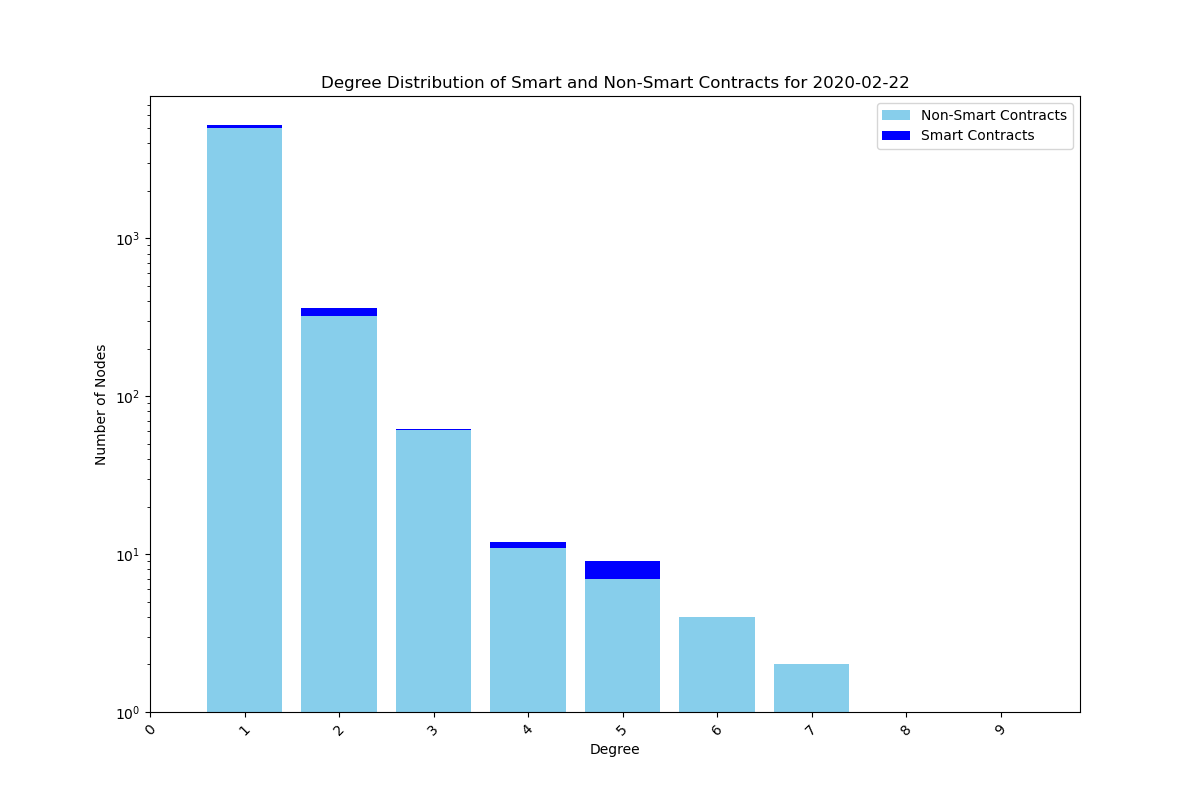 Degree Distribution of Smart and Non-Smart Contracts for 2020-02-22
Non-Smart Contracts
Smart Contracts
Number of Nodes
10³
10²
10¹
10⁰
0 1 2 3 4 5 6 7 8 9
Degree